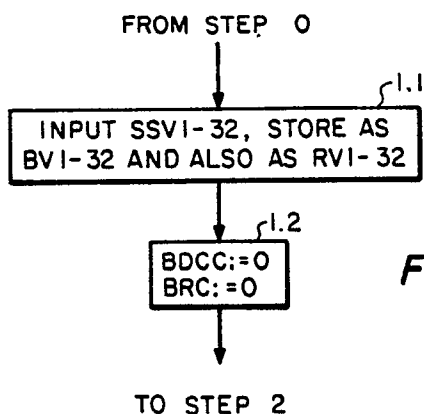 FROM STEP 0
1.1
INPUT SSV1-32, STORE AS
BV1-32 AND ALSO AS RV1-32
1.2
BDCC:=0
BRC:=0
F
TO STEP 2